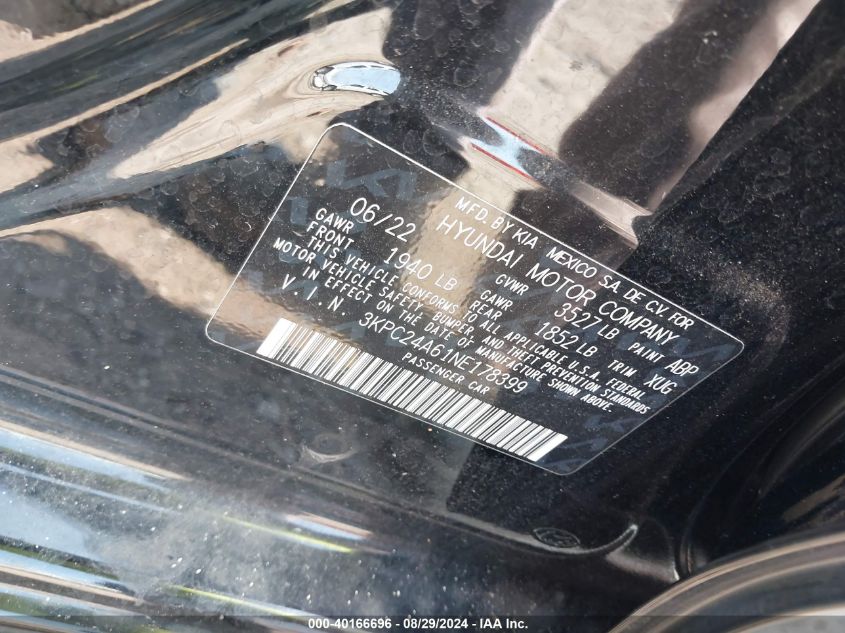 MFD. BY KIA MEXICO S.A. DE C.V. FOR
HYUNDAI MOTOR COMPANY
06/22 GVWR 3527 LB PAINT ABP
GAWR FRONT 1940 LB GAWR REAR 1852 LB TRIM XUG
THIS VEHICLE CONFORMS TO ALL APPLICABLE U.S.A. FEDERAL
MOTOR VEHICLE SAFETY, BUMPER, AND THEFT PREVENTION STANDARDS
IN EFFECT ON THE DATE OF MANUFACTURE SHOWN ABOVE.
V.I.N. 3KPC24A61NE178399
PASSENGER CAR
000-40166696 - 08/29/2024 - IAA Inc.